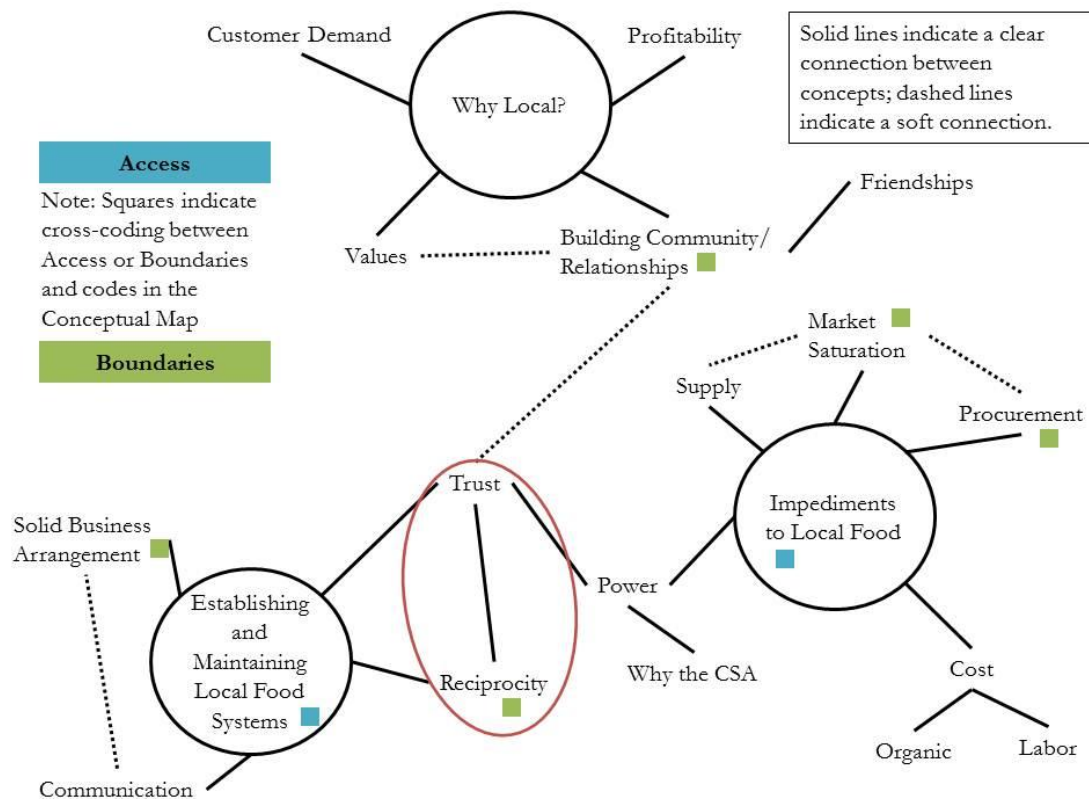 Customer Demand
Profitability
Why Local?
Solid lines indicate a clear
connection between
concepts; dashed lines
indicate a soft connection.
Access
Note: Squares indicate
cross-coding between
Access or Boundaries
and codes in the
Conceptual Map
Boundaries
Friendships
Values
Building Community/
Relationships
Market
Saturation
Supply
Procurement
Trust
Impediments
to Local Food
Solid Business
Arrangement
Power
Establishing
and
Maintaining
Local Food
Systems
Reciprocity
Why the CSA
Cost
Organic
Labor
Communication